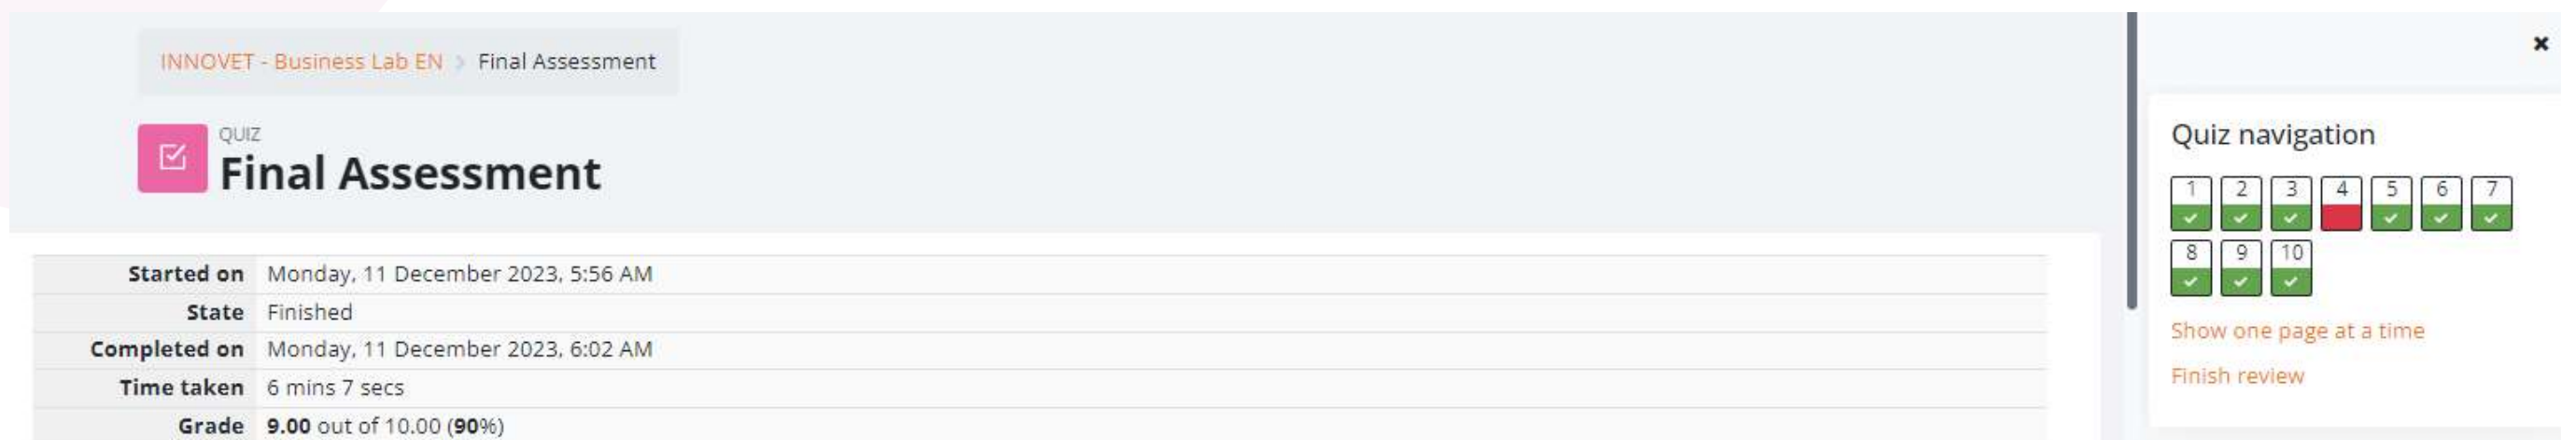 INNOVET - Business Lab EN > Final Assessment
QUIZ
Final Assessment
Started on Monday, 11 December 2023, 5:56 AM
State Finished
Completed on Monday, 11 December 2023, 6:02 AM
Time taken 6 mins 7 secs
Grade 9.00 out of 10.00 (90%)
Quiz navigation
1 2 3 4 5 6 7
8 9 10
Show one page at a time
Finish review